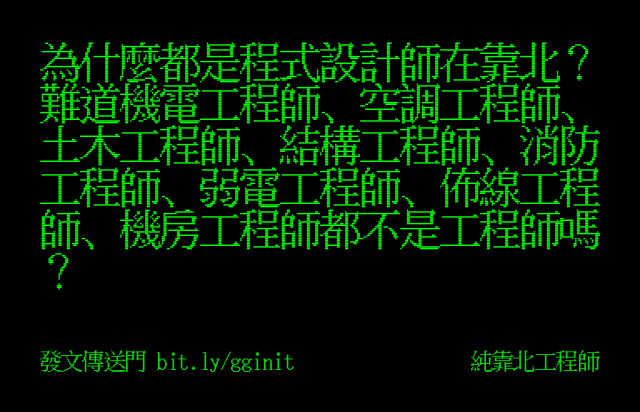 為什麼都是程式設計師在靠北？
難道機電工程師、空調工程師、
土木工程師、結構工程師、消防
工程師、弱電工程師、佈線工程
師、機房工程師都不是工程師嗎
？
發文傳送門 bit.ly/gginit
純靠北工程師